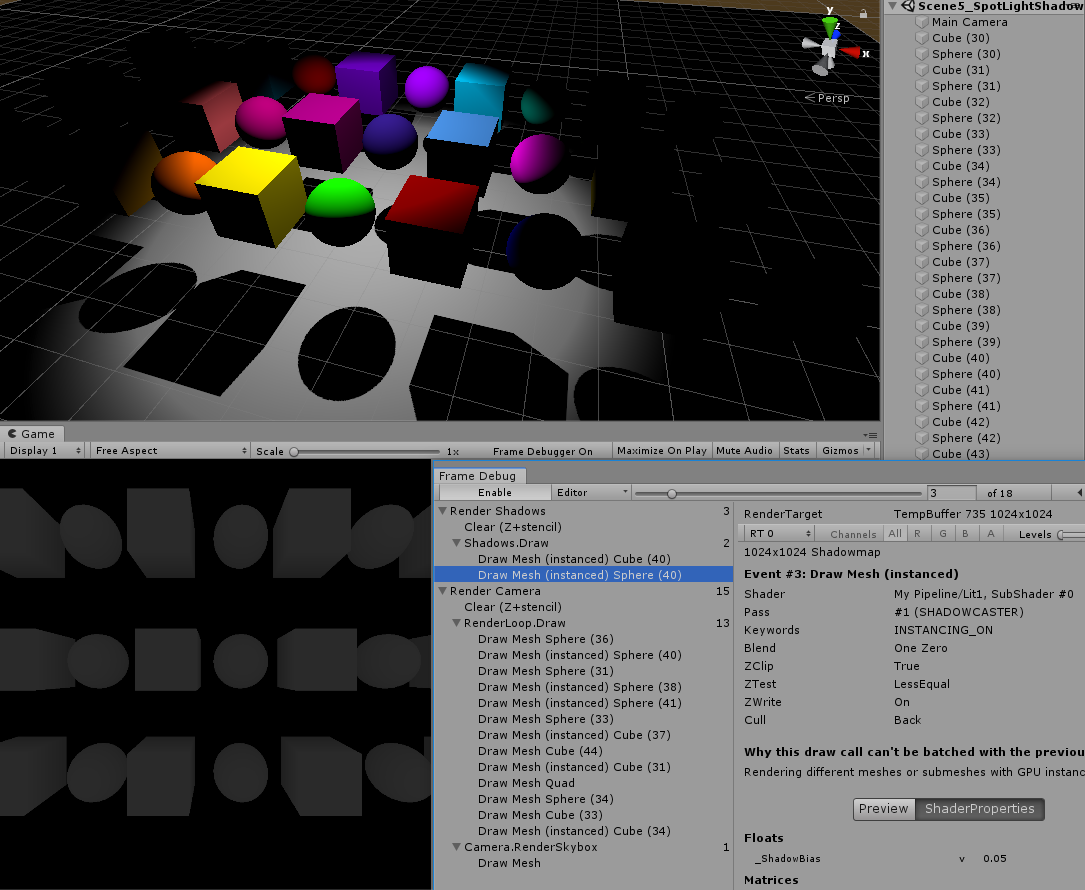 Scene5_SpotLightShadow
Main Camera
Cube (30)
Sphere (30)
Cube (31)
Sphere (31)
Cube (32)
Sphere (32)
Cube (33)
Sphere (33)
Cube (34)
Sphere (34)
Cube (35)
Sphere (35)
Cube (36)
Sphere (36)
Cube (37)
Sphere (37)
Cube (38)
Sphere (38)
Cube (39)
Sphere (39)
Cube (40)
Sphere (40)
Cube (41)
Sphere (41)
Cube (42)
Sphere (42)
Cube (43)
y
z
x
Persp
Game
Display 1 Free Aspect Scale 1x Frame Debugger On Maximize On Play Mute Audio Stats Gizmos
Frame Debug
Enable Editor 3 of 18
Render Shadows 3
Clear (Z+stencil)
Shadows.Draw 2
Draw Mesh (instanced) Cube (40)
Draw Mesh (instanced) Sphere (40)
Render Camera 15
Clear (Z+stencil)
RenderLoop.Draw 13
Draw Mesh Sphere (36)
Draw Mesh (instanced) Sphere (40)
Draw Mesh Sphere (31)
Draw Mesh (instanced) Sphere (38)
Draw Mesh (instanced) Sphere (41)
Draw Mesh Sphere (33)
Draw Mesh (instanced) Cube (37)
Draw Mesh Cube (44)
Draw Mesh (instanced) Cube (31)
Draw Mesh Quad
Draw Mesh Sphere (34)
Draw Mesh Cube (33)
Draw Mesh (instanced) Cube (34)
Camera.RenderSkybox 1
Draw Mesh
RenderTarget TempBuffer 735 1024x1024
RT 0 Channels All R G B A Levels
1024x1024 Shadowmap
Event #3: Draw Mesh (instanced)
Shader My Pipeline/Lit1, SubShader #0
Pass #1 (SHADOWCASTER)
Keywords INSTANCING_ON
Blend One Zero
ZClip True
ZTest LessEqual
ZWrite On
Cull Back
Why this draw call can't be batched with the previou
Rendering different meshes or submeshes with GPU instanc
Preview ShaderProperties
Floats
_ShadowBias v 0.05
Matrices